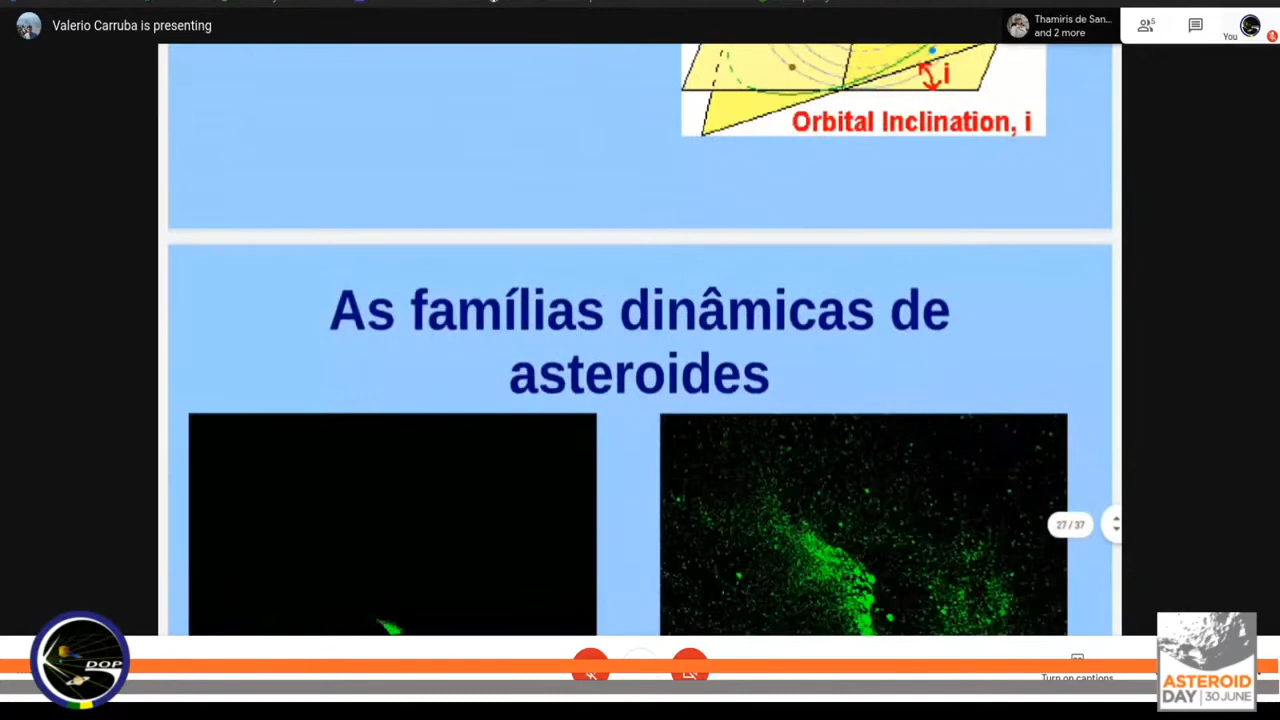 Valerio Carruba is presenting
Thamiris de San...
and 2 more
5
You
i
Orbital Inclination, i
As famílias dinâmicas de
asteroides
27 / 37
Turn on captions
DOP
ASTEROID
DAY | 30 JUNE